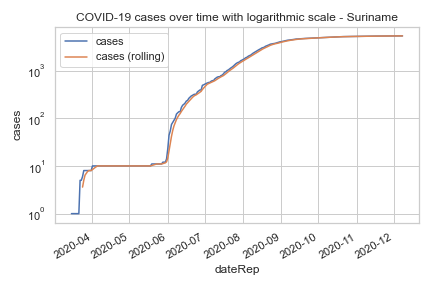 COVID-19 cases over time with logarithmic scale - Suriname
cases
cases (rolling)
cases
10³
10²
10¹
10⁰
2020-04
2020-05
2020-06
2020-07
2020-08
2020-09
2020-10
2020-11
2020-12
dateRep